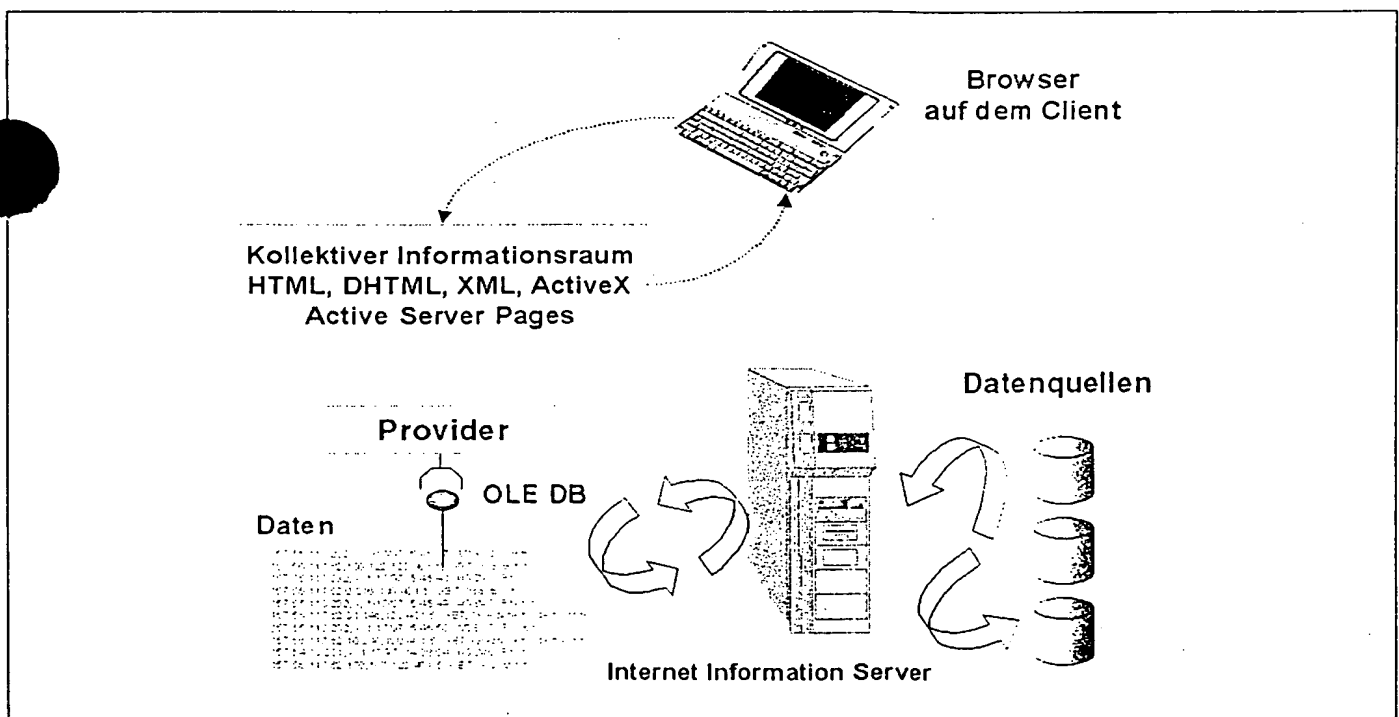 Browser
auf dem Client
Kollektiver Informationsraum
HTML, DHTML, XML, ActiveX
Active Server Pages
Datenquellen
Provider
OLE DB
Daten
Internet Information Server